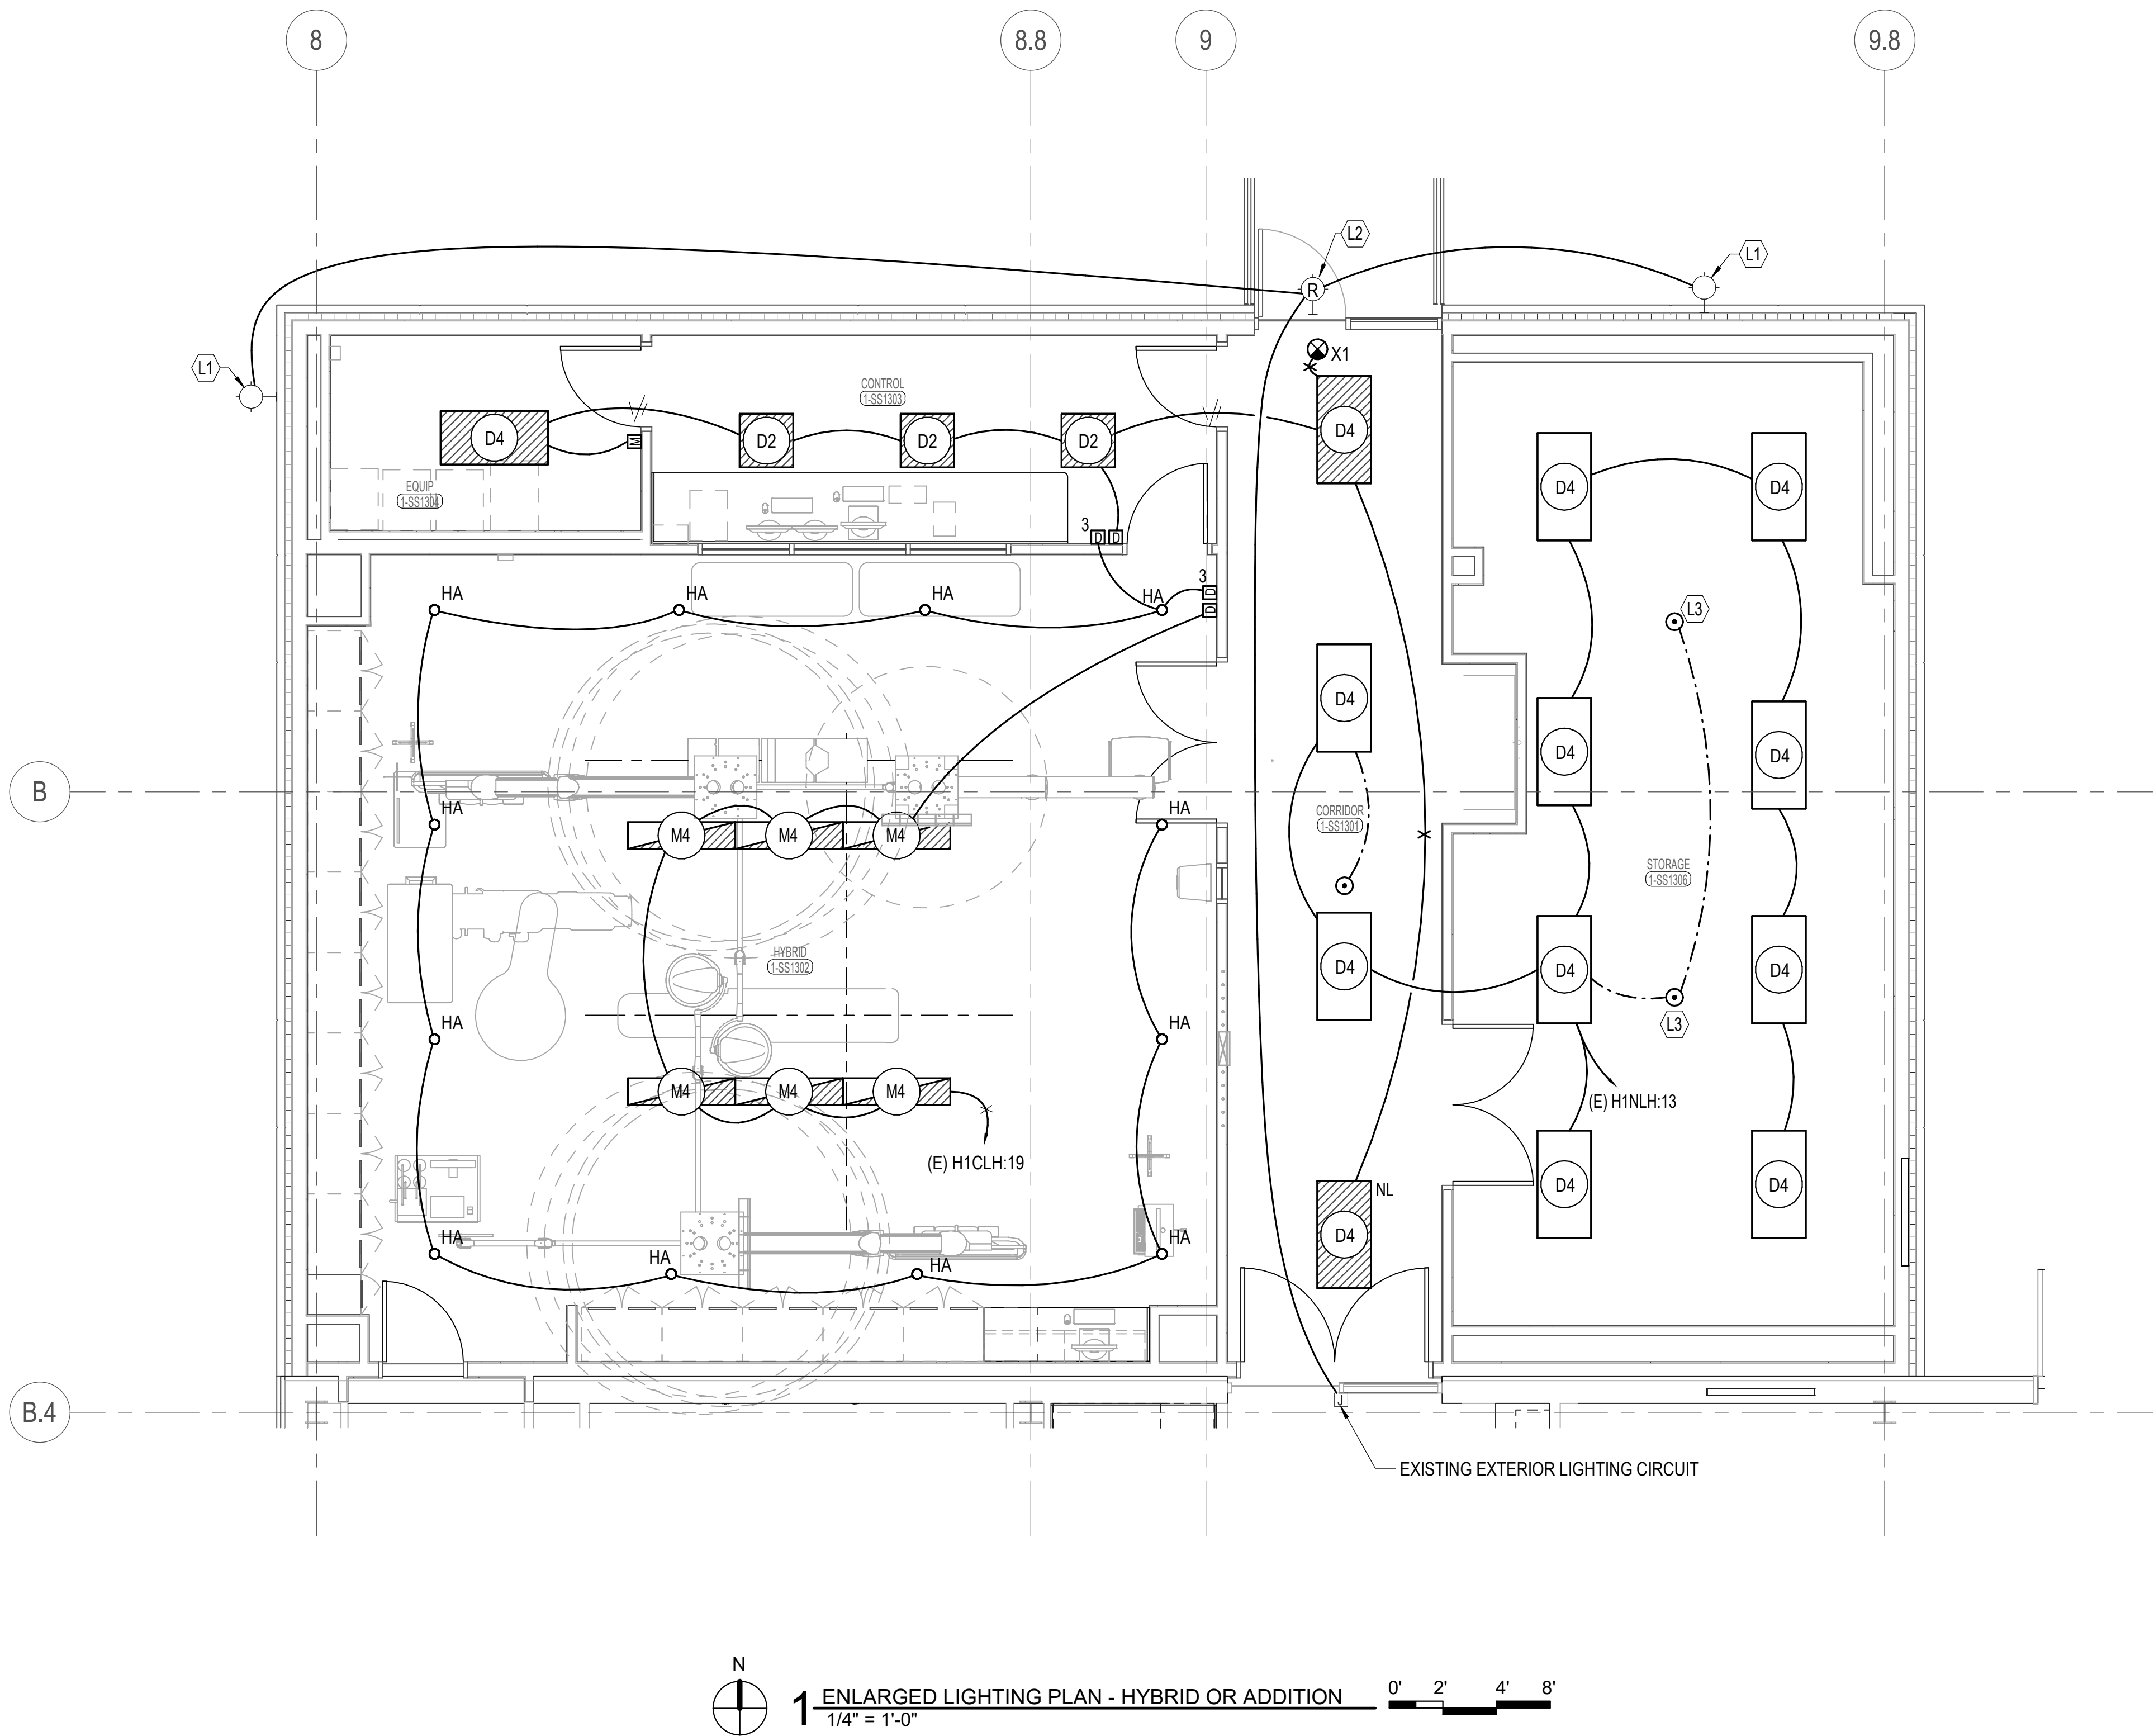 8
8.8
9
9.8
L2
L1
R
L1
X1
CONTROL
1-SS1303
D4
D2
D2
D2
D4
M
EQUIP
1-SS1304
D4
D4
3
D
D
3
D
D
HA
HA
HA
HA
L3
D4
D4
D4
B
CORRIDOR
1-SS1301
HA
HA
M4
M4
M4
STORAGE
1-SS1306
HYBRID
1-SS1302
D4
D4
D4
HA
HA
L3
M4
M4
M4
(E) H1NLH:13
(E) H1CLH:19
NL
D4
D4
D4
HA
HA
HA
HA
B.4
EXISTING EXTERIOR LIGHTING CIRCUIT
N
1
ENLARGED LIGHTING PLAN - HYBRID OR ADDITION
1/4" = 1'-0"
0' 2' 4' 8'